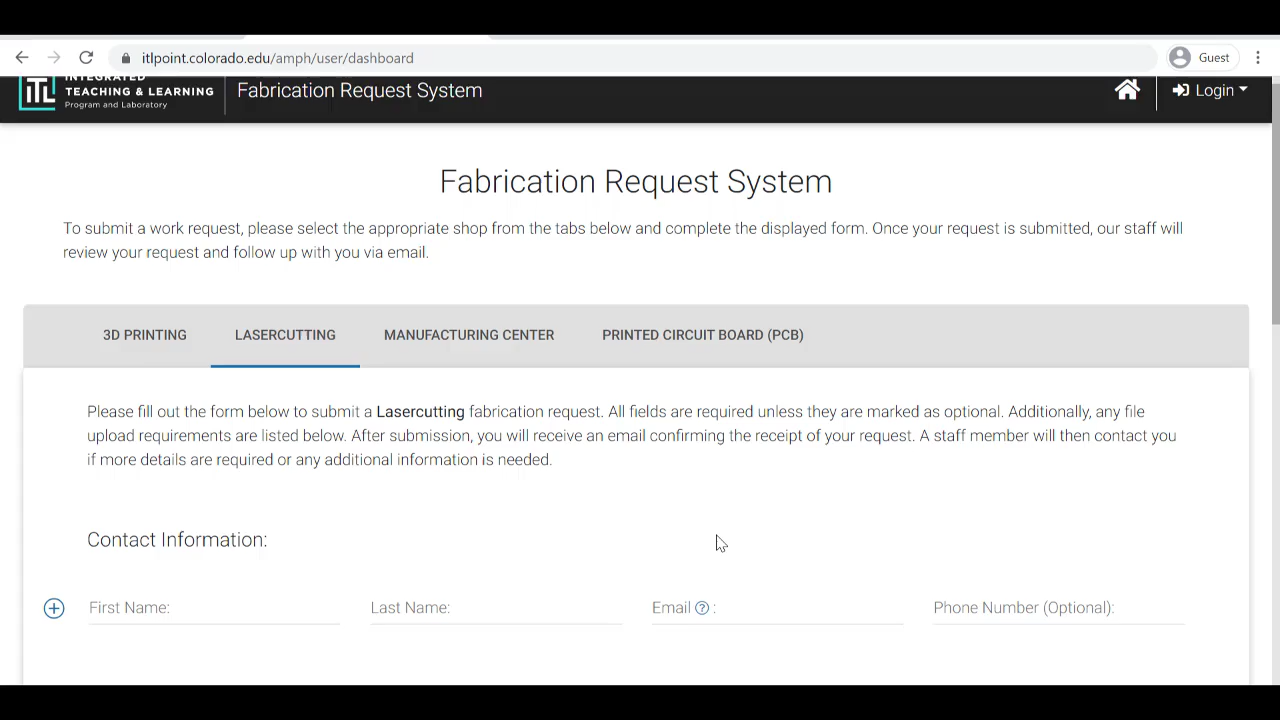 itlpoint.colorado.edu/amph/user/dashboard
Guest
ITL
INTEGRATED
TEACHING & LEARNING
Program and Laboratory
Fabrication Request System
Login
Fabrication Request System
To submit a work request, please select the appropriate shop from the tabs below and complete the displayed form. Once your request is submitted, our staff will
review your request and follow up with you via email.
3D PRINTING
LASERCUTTING
MANUFACTURING CENTER
PRINTED CIRCUIT BOARD (PCB)
Please fill out the form below to submit a Lasercutting fabrication request. All fields are required unless they are marked as optional. Additionally, any file
upload requirements are listed below. After submission, you will receive an email confirming the receipt of your request. A staff member will then contact you
if more details are required or any additional information is needed.
Contact Information:
First Name:
Last Name:
Email ? :
Phone Number (Optional):